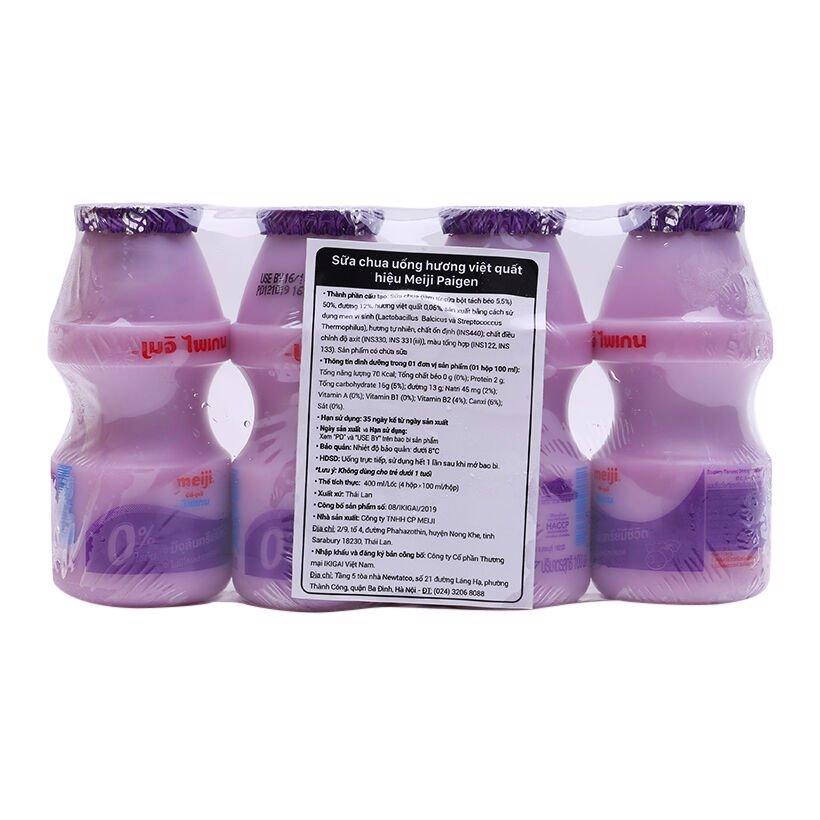 Sữa chua uống hương việt quất
hiệu Meiji Paigen
• Thành phần cấu tạo: Sữa chua (làm từ sữa bột tách béo 5,5%)
50%, đường 12%, hương việt quất 0,06%, sản xuất bằng cách sử
dụng men vi sinh (Lactobacillus Balcicus và Streptococcus
Thermophilus), hương tự nhiên, chất ổn định (INS440); chất điều
chỉnh độ axit (INS330, INS 331(iii)), màu tổng hợp (INS122, INS
133). Sản phẩm có chứa sữa
• Thông tin dinh dưỡng trong 01 đơn vị sản phẩm (01 hộp 100 ml):
Tổng năng lượng 70 Kcal; Tổng chất béo 0 g (0%); Protein 2 g;
Tổng carbohydrate 16g (5%); đường 13 g; Natri 45 mg (2%);
Vitamin A (0%); Vitamin B1 (0%); Vitamin B2 (4%); Canxi (6%);
Sắt (0%).
• Hạn sử dụng: 35 ngày kể từ ngày sản xuất
• Ngày sản xuất và Hạn sử dụng:
Xem "PD" và "USE BY" trên bao bì sản phẩm
• Bảo quản: Nhiệt độ bảo quản: dưới 8°C
• HDSD: Uống trực tiếp, sử dụng hết 1 lần sau khi mở bao bì.
*Lưu ý: Không dùng cho trẻ dưới 1 tuổi
• Thể tích thực: 400 ml/Lốc (4 hộp x 100 ml/hộp)
• Xuất xứ: Thái Lan
• Công bố sản phẩm số: 08/IKIGAI/2019
• Nhà sản xuất: Công ty TNHH CP MEIJI
Địa chỉ: 2/9, tổ 4, đường Phahazothin, huyện Nong Khe, tỉnh
Sarabury 18230, Thái Lan.
• Nhập khẩu và đăng ký bản công bố: Công ty Cổ phần Thương
mại IKIGAI Việt Nam.
Địa chỉ: Tầng 5 tòa nhà Newtatco, số 21 đường Láng Hạ, phường
Thành Công, quận Ba Đình, Hà Nội - ĐT: (024) 3206 8088
USE BY 16/1
PD121019 16
เมจิ ไพเกน
ไพเกน
meiji
0%
meiji
HACCP